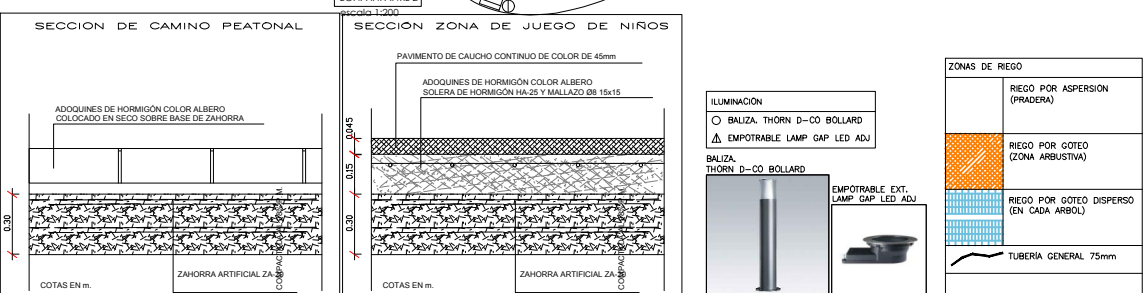 escala 1:200
SECCION DE CAMINO PEATONAL
ADOQUINES DE HORMIGÓN COLOR ALBERO
COLOCADO EN SECO SOBRE BASE DE ZAHORRA
0.30
ZAHORRA ARTIFICIAL ZA-20
COTAS EN m.
SECCIÓN ZONA DE JUEGO DE NIÑOS
PAVIMENTO DE CAUCHO CONTINUO DE COLOR DE 45mm
ADOQUINES DE HORMIGÓN COLOR ALBERO
SOLERA DE HORMIGÓN HA-25 Y MALLAZO Ø8 15x15
0.045
0.15
0.30
ZAHORRA ARTIFICIAL ZA-20
COTAS EN m.
ILUMINACIÓN
BALIZA. THORN D-CO BOLLARD
EMPOTRABLE LAMP GAP LED ADJ
BALIZA.
THORN D-CO BOLLARD
EMPOTRABLE EXT.
LAMP GAP LED ADJ
ZONAS DE RIEGO
RIEGO POR ASPERSION
(PRADERA)
RIEGO POR GOTEO
(ZONA ARBUSTIVA)
RIEGO POR GOTEO DISPERSO
(EN CADA ARBOL)
TUBERÍA GENERAL 75mm